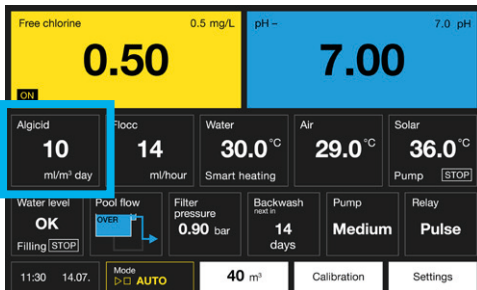 Free chlorine 0.5 mg/L pH – 7.0 pH
0.50 7.00
ON
Algicid Flocc Water Air Solar
10 14 30.0°C 29.0°C 36.0°C
ml/m³ day ml/hour Smart heating Pump STOP
Water level Pool flow Filter pressure Backwash next in Pump Relay
OK OVER 0.90 bar 14 days Medium Pulse
Filling STOP
11:30 14.07. Mode AUTO 40 m³ Calibration Settings